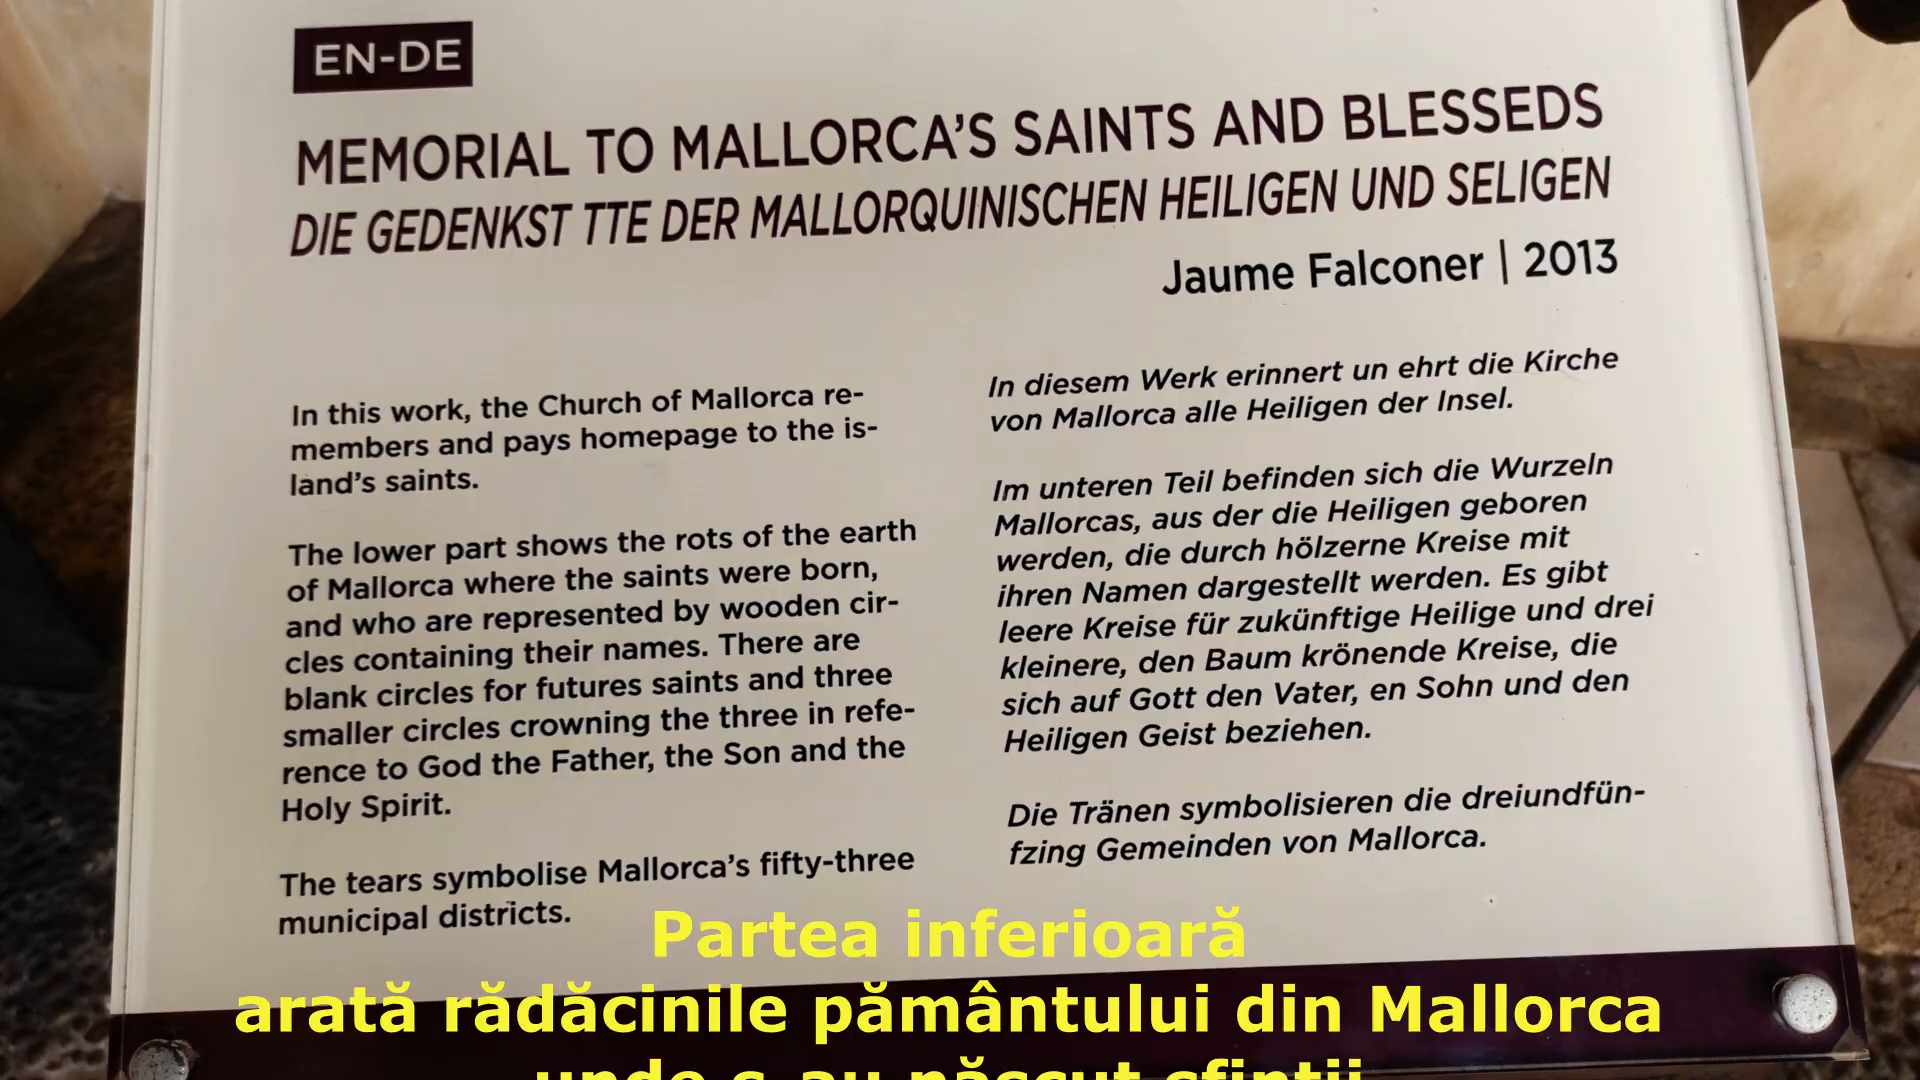 EN-DE
MEMORIAL TO MALLORCA'S SAINTS AND BLESSEDS
DIE GEDENKST TTE DER MALLORQUINISCHEN HEILIGEN UND SELIGEN
Jaume Falconer | 2013
In this work, the Church of Mallorca re-
members and pays homepage to the is-
land's saints.
The lower part shows the rots of the earth
of Mallorca where the saints were born,
and who are represented by wooden cir-
cles containing their names. There are
blank circles for futures saints and three
smaller circles crowning the three in refe-
rence to God the Father, the Son and the
Holy Spirit.
The tears symbolise Mallorca's fifty-three
municipal districts.
In diesem Werk erinnert un ehrt die Kirche
von Mallorca alle Heiligen der Insel.
Im unteren Teil befinden sich die Wurzeln
Mallorcas, aus der die Heiligen geboren
werden, die durch hölzerne Kreise mit
ihren Namen dargestellt werden. Es gibt
leere Kreise für zukünftige Heilige und drei
kleinere, den Baum krönende Kreise, die
sich auf Gott den Vater, en Sohn und den
Heiligen Geist beziehen.
Die Tränen symbolisieren die dreiundfün-
fzing Gemeinden von Mallorca.
Partea inferioară
arată rădăcinile pământului din Mallorca
unde s-au născut sfinții